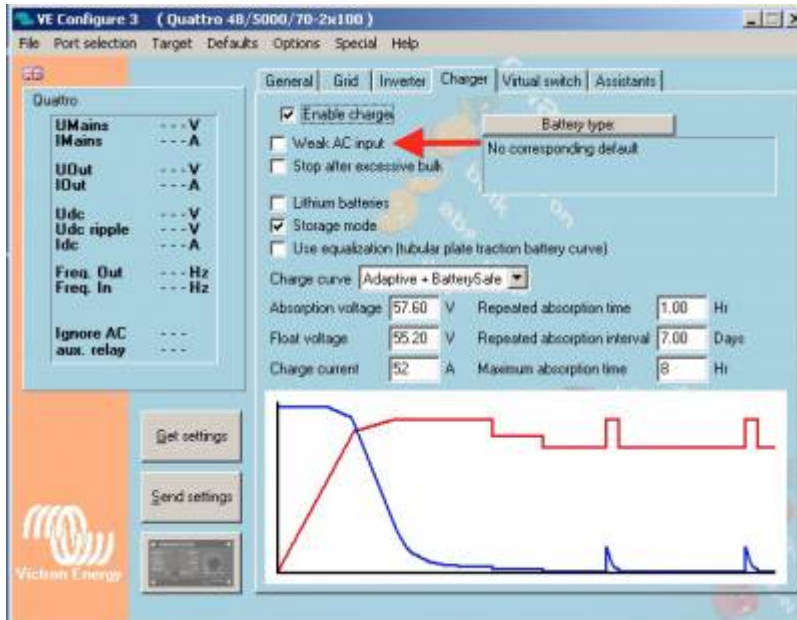 VE Configure 3 ( Quattro 48/5000/70-2x100 )
File Port selection Target Defaults Options Special Help
General Grid Inverter Charger Virtual switch Assistants
Quattro
UMains - - - V
IMains - - - A
UOut - - - V
IOut - - - A
Udc - - - V
Udc ripple - - - V
Idc - - - A
Freq. Out - - - Hz
Freq. In - - - Hz
Ignore AC - - -
aux. relay - - -
Get settings
Send settings
Victron Energy
Enable charger
Weak AC input
Stop after excessive bulk
Battery type:
No corresponding default
Lithium batteries
Storage mode
Use equalization (tubular plate traction battery curve)
Charge curve Adaptive + BatterySafe
Absorption voltage 57.60 V Repeated absorption time 1.00 Hr
Float voltage 55.20 V Repeated absorption interval 7.00 Days
Charge current 52 A Maximum absorption time 8 Hr